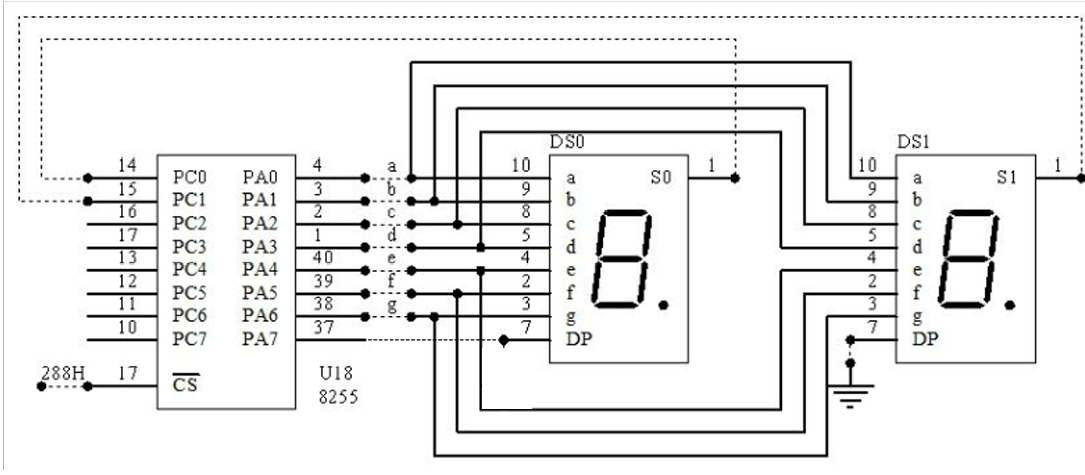 DS0 DS1
14 PC0 PA0 4 a 10 a S0 1 10 a S1 1
15 PC1 PA1 3 b 9 b 9 b
16 PC2 PA2 2 c 8 c 8 c
17 PC3 PA3 1 d 5 d 5 d
13 PC4 PA4 40 e 4 e 4 e
12 PC5 PA5 39 f 2 f 2 f
11 PC6 PA6 38 g 3 g 3 g
10 PC7 PA7 37 7 DP 7 DP
288H 17 CS U18
8255